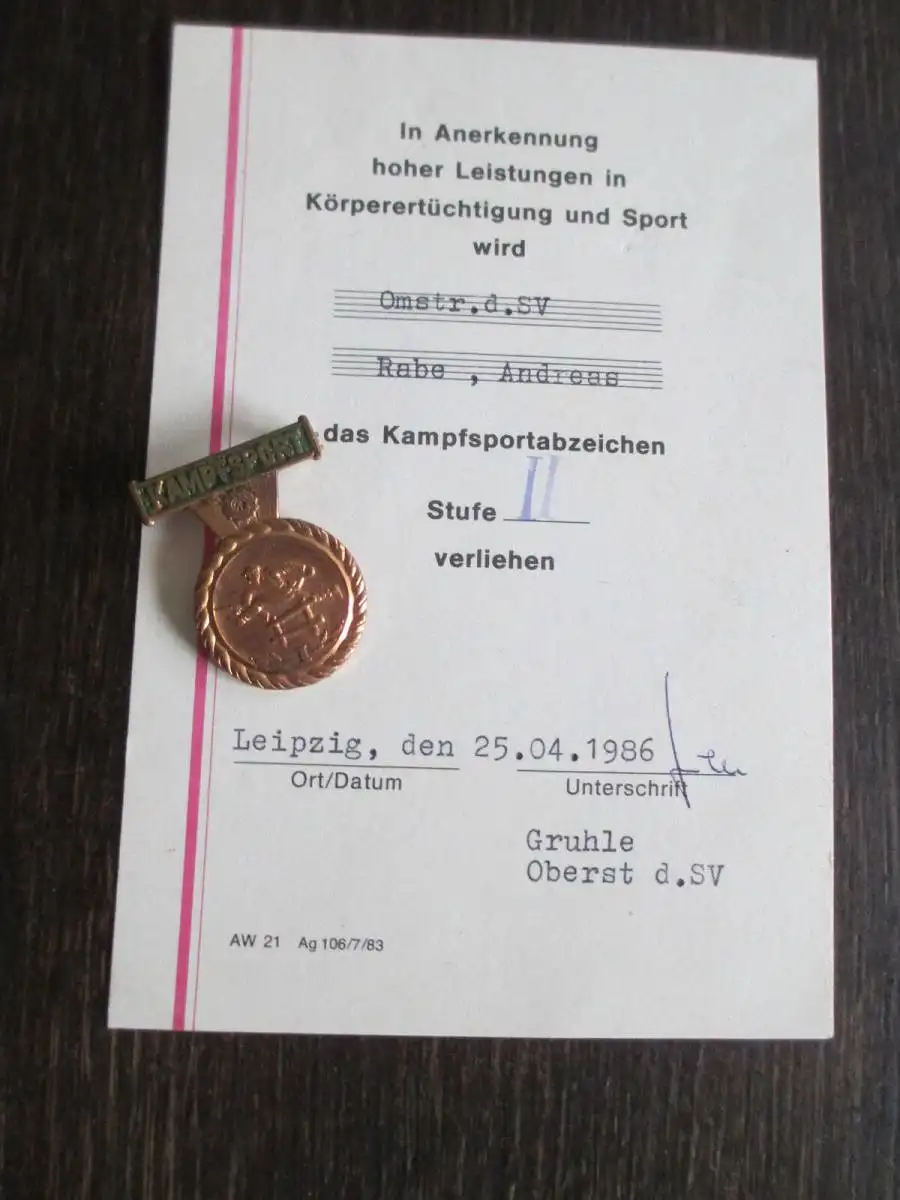 In Anerkennung
hoher Leistungen in
Körperertüchtigung und Sport
wird
Omstr.d.SV
Rabe , Andreas
das Kampfsportabzeichen
Stufe II
verliehen
KAMPFSPORT
Leipzig, den 25.04.1986
Ort/Datum Unterschrift
Gruhle
Oberst d.SV
AW 21 Ag 106/7/83